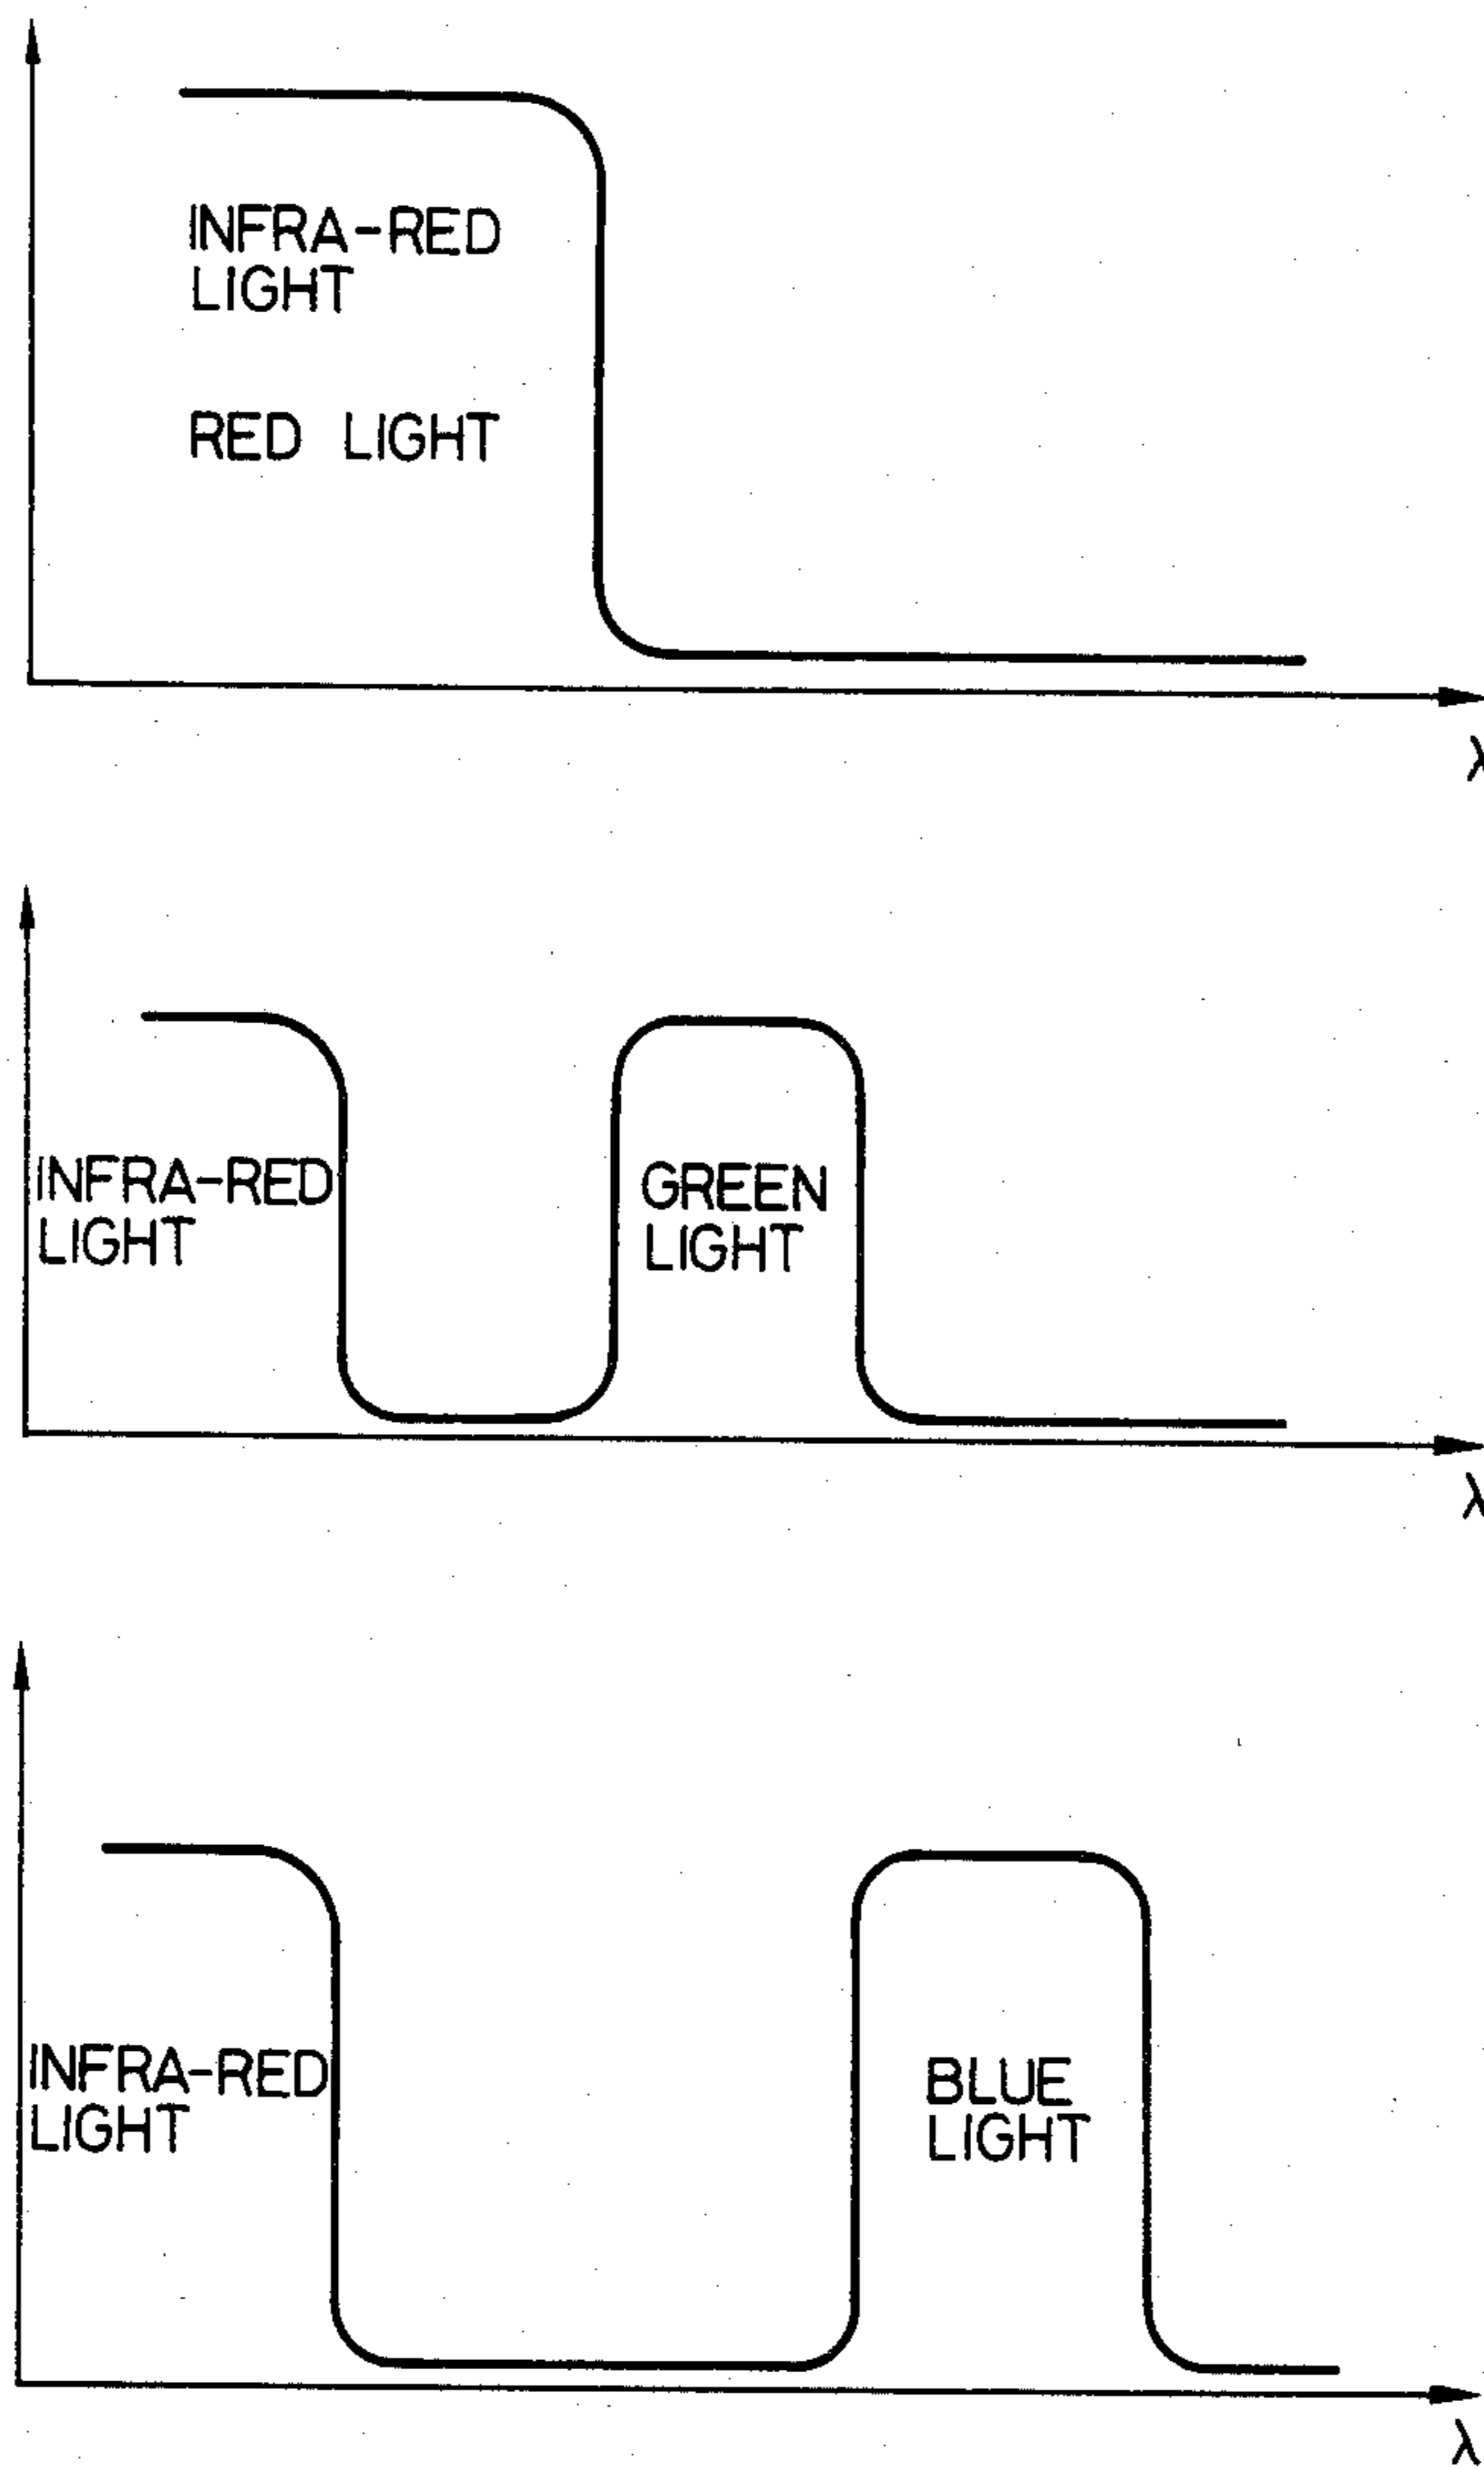 INFRA-RED
LIGHT
RED LIGHT
λ
INFRA-RED
LIGHT
GREEN
LIGHT
λ
INFRA-RED
LIGHT
BLUE
LIGHT
λ